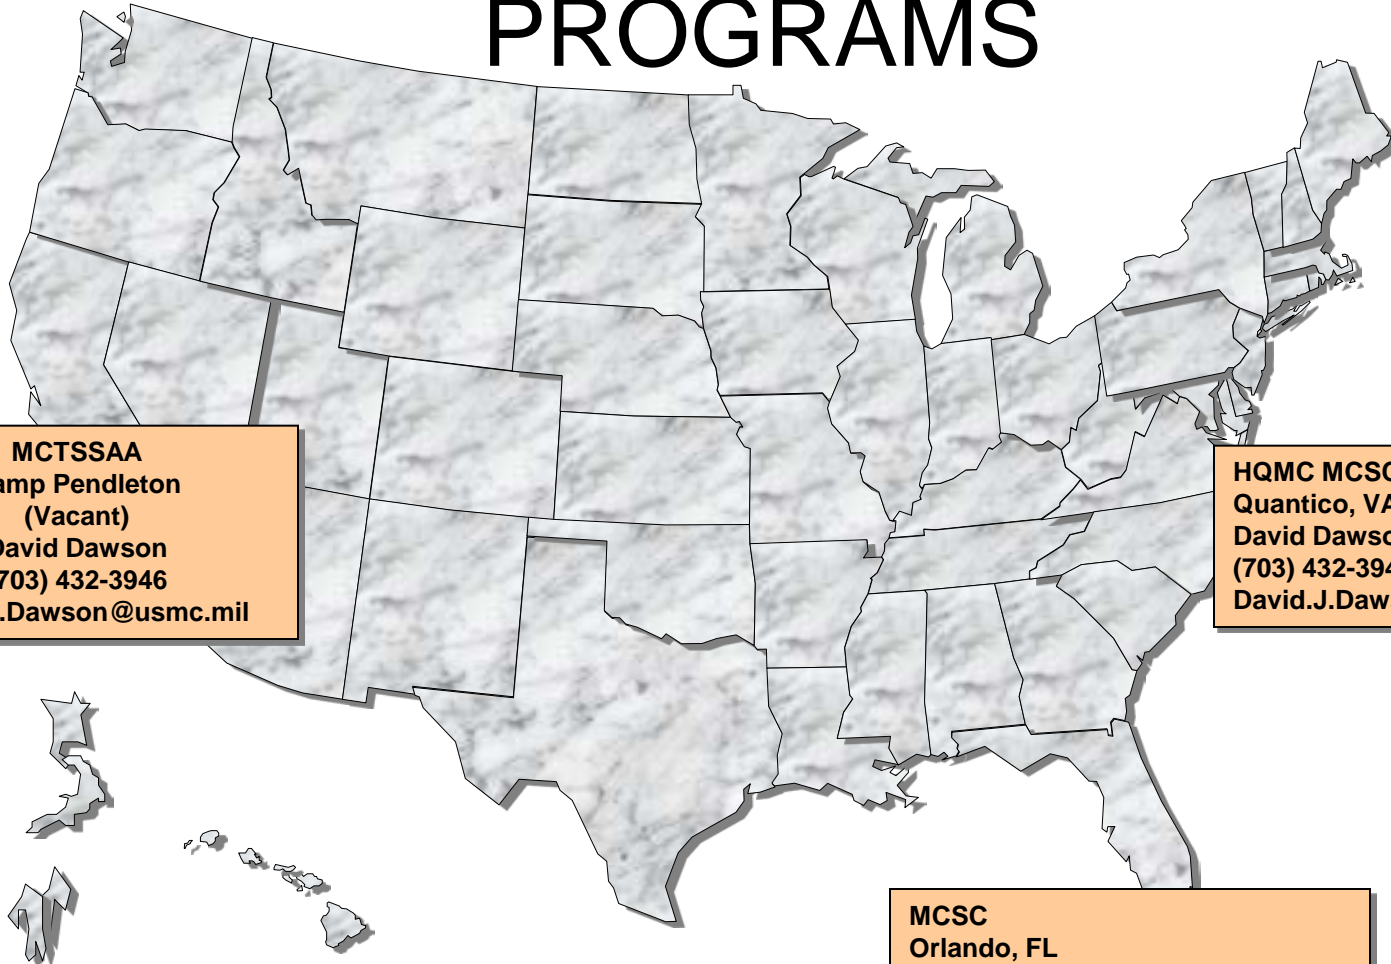 PROGRAMS
MCTSSAA
amp Pendleton
(Vacant)
David Dawson
703) 432-3946
.Dawson@usmc.mil
HQMC MCSC
Quantico, VA
David Dawso
(703) 432-394
David.J.Daw
MCSC
Orlando, FL